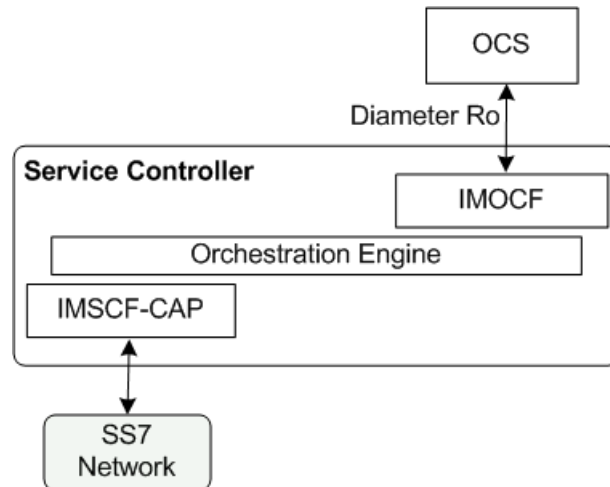 OCS
Diameter Ro
Service Controller
IMOCF
Orchestration Engine
IMSCF-CAP
SS7
Network